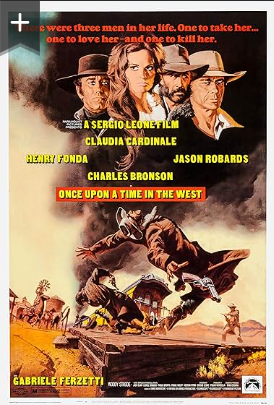 There were three men in her life. One to take her...
one to love her-and one to kill her.
A SERGIO LEONE FILM
CLAUDIA CARDINALE
HENRY FONDA JASON ROBARDS
CHARLES BRONSON
ONCE UPON A TIME IN THE WEST
GABRIELE FERZETTI
WOODY STRODE